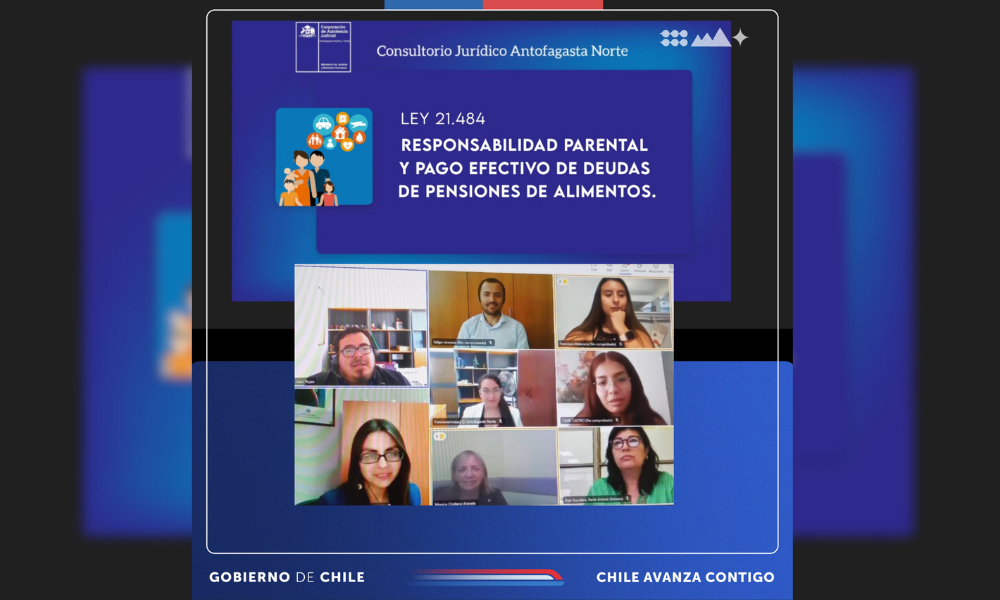 Corporación
de Asistencia
Judicial
Consultorio Jurídico Antofagasta Norte
LEY 21.484
RESPONSABILIDAD PARENTAL
Y PAGO EFECTIVO DE DEUDAS
DE PENSIONES DE ALIMENTOS.
GOBIERNO DE CHILE
CHILE AVANZA CONTIGO